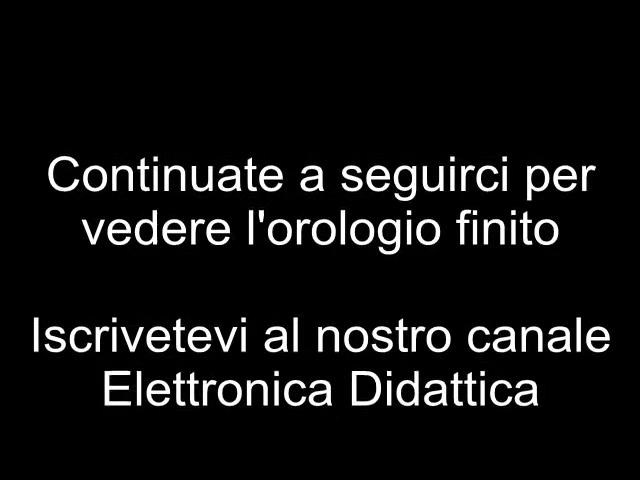 Continuate a seguirci per
vedere l'orologio finito
Iscrivetevi al nostro canale
Elettronica Didattica